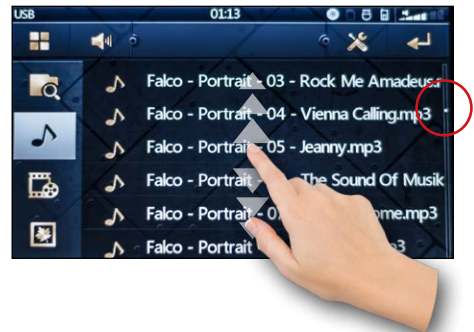 USB 01:13
Falco - Portrait - 03 - Rock Me Amadeus.
Falco - Portrait - 04 - Vienna Calling.mp3
Falco - Portrait - 05 - Jeanny.mp3
Falco - Portrait - The Sound Of Musik
Falco - Portrait - ome.mp3
Falco - Portrait